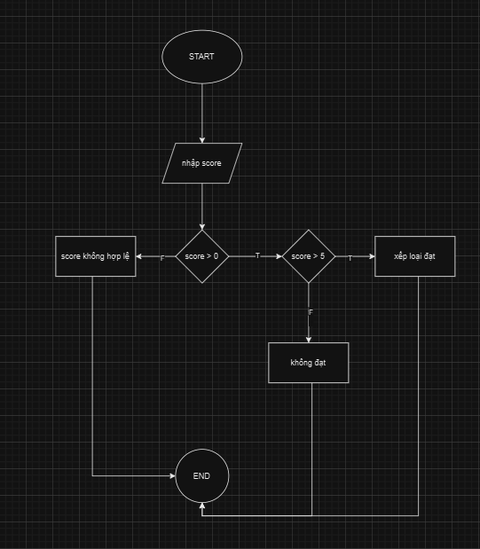 START
nhập score
score không hợp lệ
F
score > 0
T
score > 5
T
xếp loại đạt
F
không đạt
END